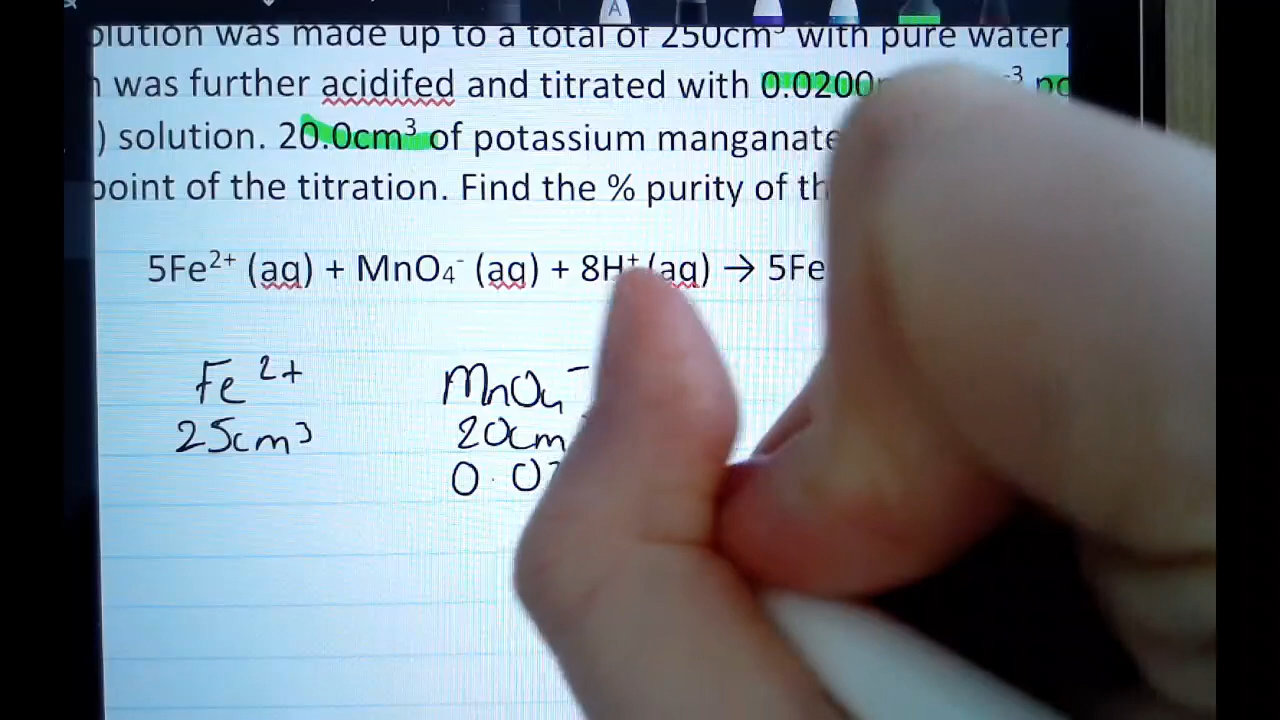 A
olution was made up to a total of 250cm³ with pure water.
was further acidifed and titrated with 0.0200 ⁻³
) solution. 20.0cm³ of potassium manganate
point of the titration. Find the % purity of
5Fe²⁺ (aq) + MnO₄⁻ (aq) + 8H⁺ (aq) → 5Fe
Fe²⁺ MnO₄⁻
25cm³ 20cm
0.02